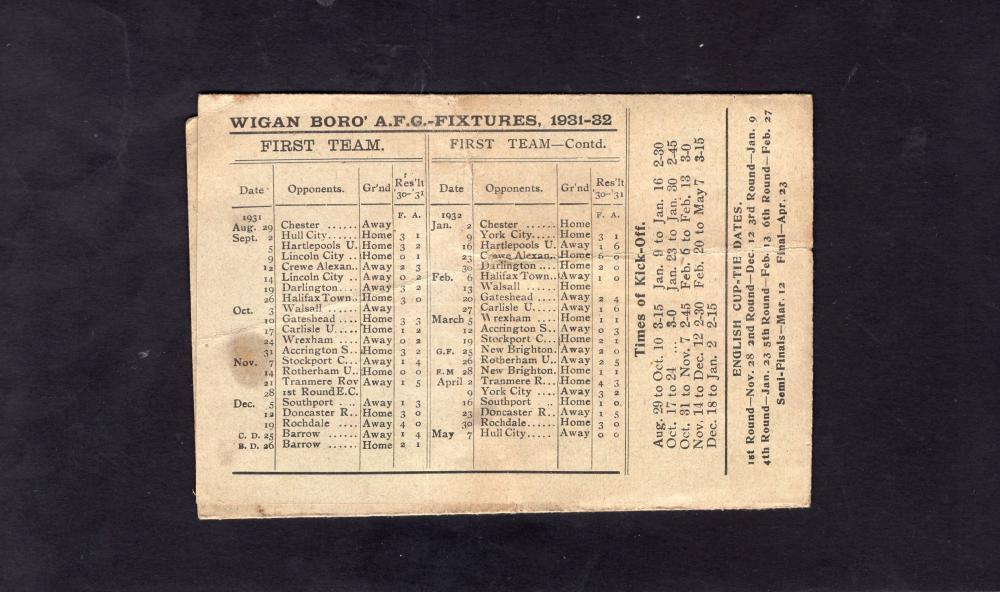 WIGAN BORO' A.F.C.-FIXTURES, 1931-32
FIRST TEAM.
Date Opponents. Gr'nd Res'lt '30-'31
F. A.
1931
Aug. 29 Chester ...... Away
Sept. 2 Hull City..... Home 3 1
5 Hartlepools U. Home 3 2
9 Lincoln City .. Home 0 1
12 Crewe Alexan.. Away 2 3
14 Lincoln City .. Away 0 2
19 Darlington.... Away 3 2
26 Halifax Town.. Home 3 0
Oct. 3 Walsall ...... Away
10 Gateshead .... Home 3 3
17 Carlisle U..... Home 1 2
24 Wrexham .... Away 0 2
31 Accrington S.. Home 3 2
Nov. 7 Stockport C... Away 1 4
14 Rotherham U.. Home 0 0
21 Tranmere Rov Away 1 5
28 1st Round E.C.
Dec. 5 Southport .... Away 1 3
12 Doncaster R.. Home 3 0
19 Rochdale .... Away 4 0
C. D. 25 Barrow ...... Away 1 4
B. D. 26 Barrow ...... Home 2 1
FIRST TEAM—Contd.
Date Opponents. Gr'nd Res'lt '30-'31
F. A.
1932
Jan. 2 Chester ...... Home
9 York City..... Home 3 1
16 Hartlepools U. Away 1 6
23 Crewe Alexan.. Home
30 Darlington .... Home 2 0
Feb. 6 Halifax Town.. Away 1 0
13 Walsall ...... Home
20 Gateshead .... Away 2 4
27 Carlisle U..... Away 1 6
March 5 Wrexham .... Home 1 1
12 Accrington S.. Away 0 3
19 Stockport C... Home 2 1
G.F. 25 New Brighton. Away 2 0
26 Rotherham U.. Away 2 5
E.M 28 New Brighton. Home 1 1
April 2 Tranmere R... Home 4 3
9 York City .... Away 3 2
16 Southport .. Home 1 0
23 Doncaster R.. Away 1 5
30 Rochdale..... Home 3 0
May 7 Hull City..... Away 0 0
Times of Kick-Off.
Aug. 29 to Oct. 10 3-15 Jan. 9 to Jan. 16 2-30
Oct. 17 to 24 .... 3-0 Jan. 23 to Jan. 30 2-45
Oct. 31 to Nov. 7 2-45 Feb. 6 to Feb. 13 3-0
Nov. 14 to Dec. 12 2-30 Feb. 20 to May 7 3-15
Dec. 18 to Jan. 2 2-15
ENGLISH CUP-TIE DATES.
1st Round—Nov. 28 2nd Round—Dec. 12 3rd Round—Jan. 9
4th Round—Jan. 23 5th Round—Feb. 13 6th Round—Feb. 27
Semi-Finals—Mar. 12 Final—Apr. 23